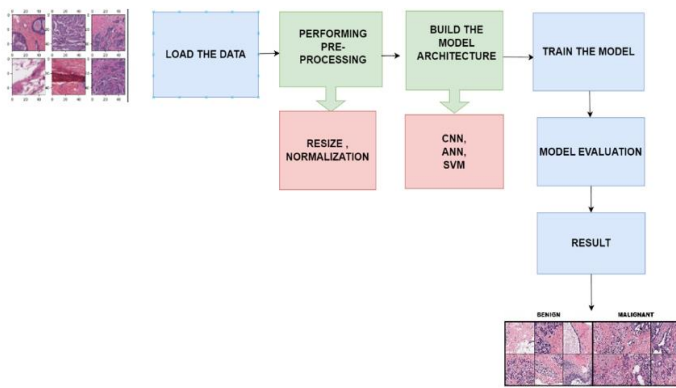 LOAD THE DATA
PERFORMING
PRE-
PROCESSING
BUILD THE
MODEL
ARCHITECTURE
TRAIN THE MODEL
RESIZE ,
NORMALIZATION
CNN,
ANN,
SVM
MODEL EVALUATION
RESULT
BENIGN
MALIGNANT